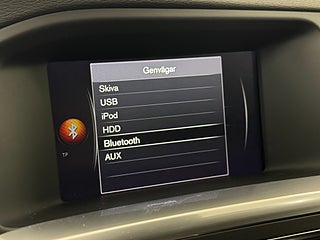 Genvägar
Skiva
USB
iPod
HDD
Bluetooth
AUX
TP